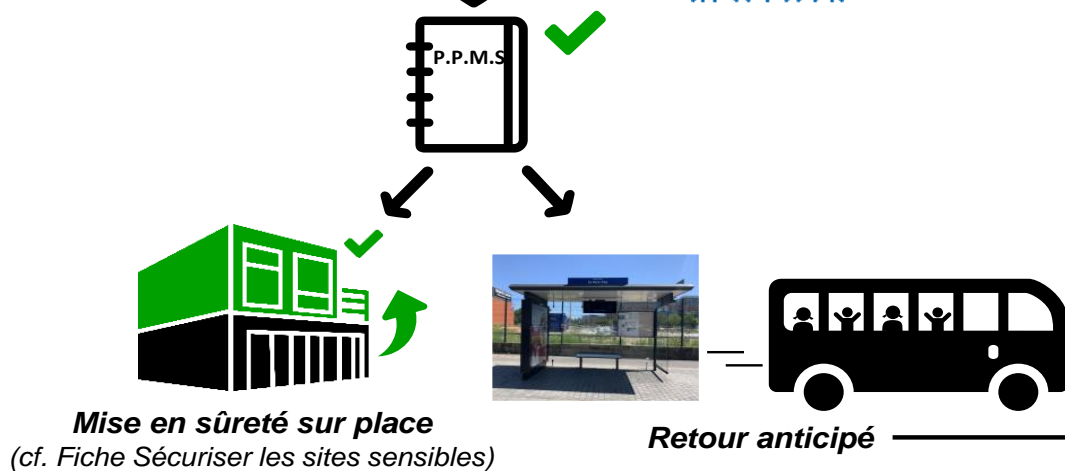 P.P.M.S
Mise en sûreté sur place
(cf. Fiche Sécuriser les sites sensibles)
Retour anticipé